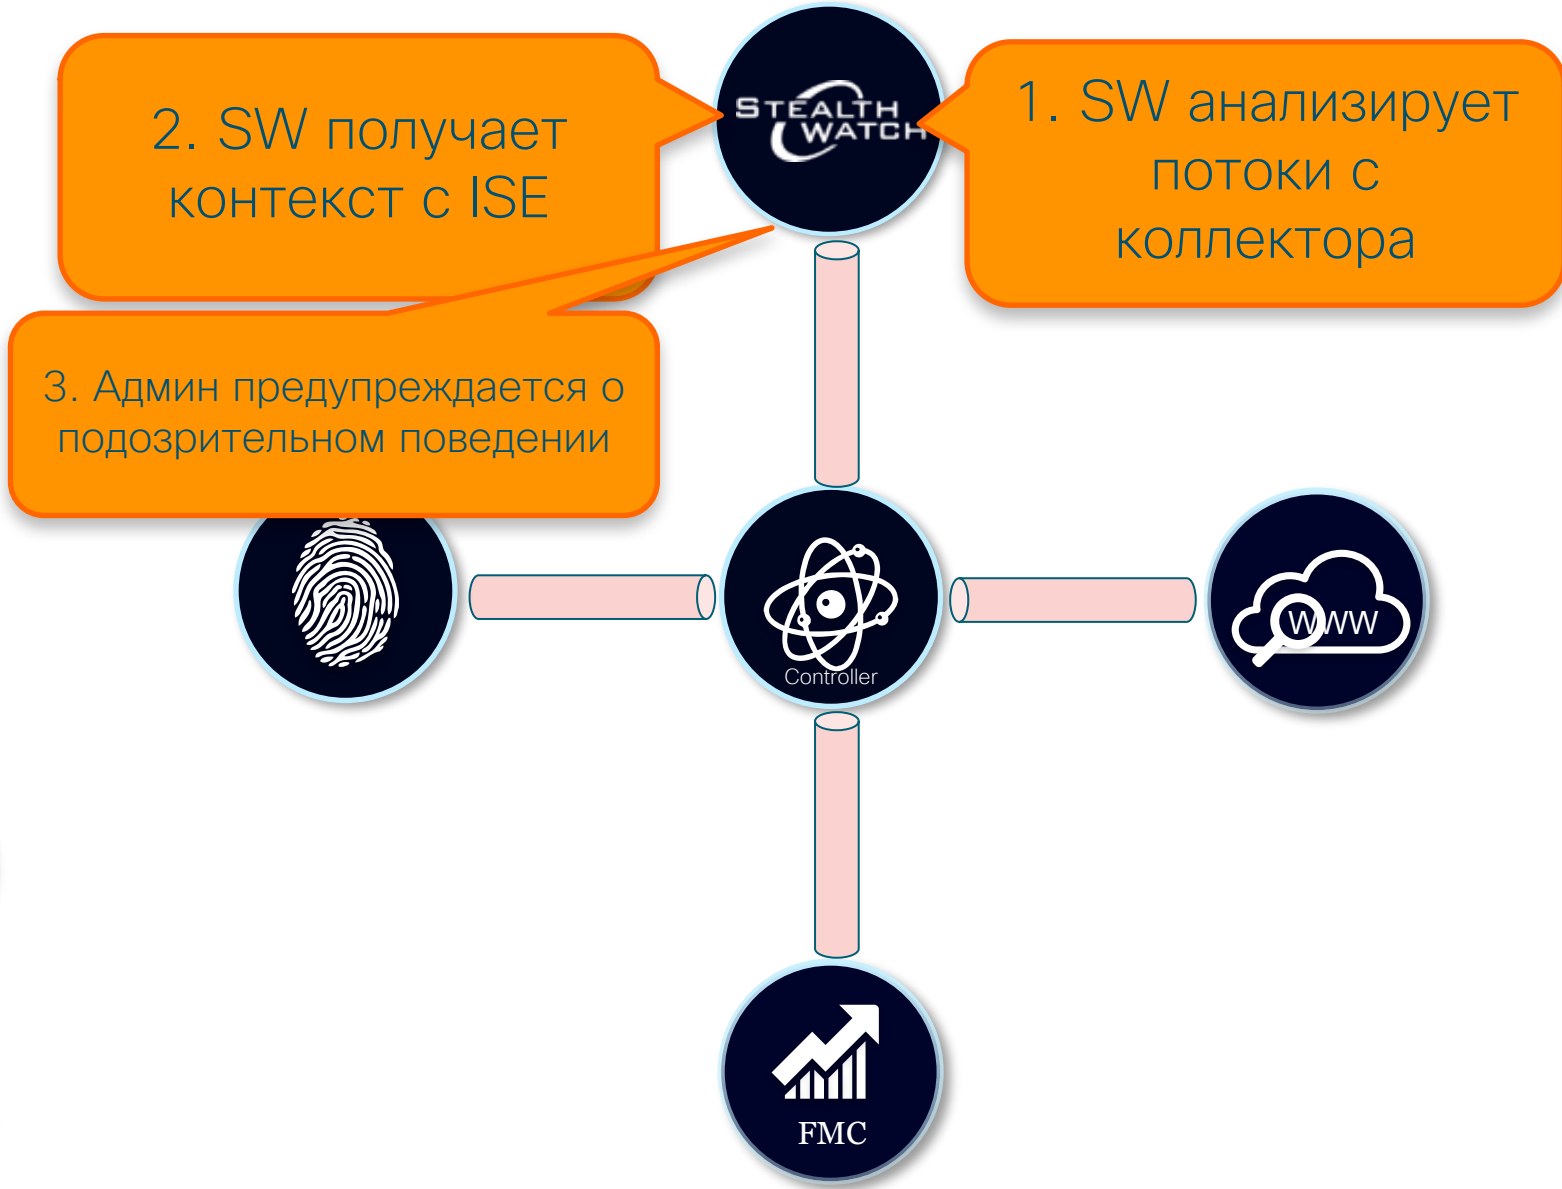 1. SW анализирует
потоки с
коллектора
2. SW получает
контекст с ISE
3. Админ предупреждается о
подозрительном поведении
STEALTH
WATCH
Controller
WWW
FMC